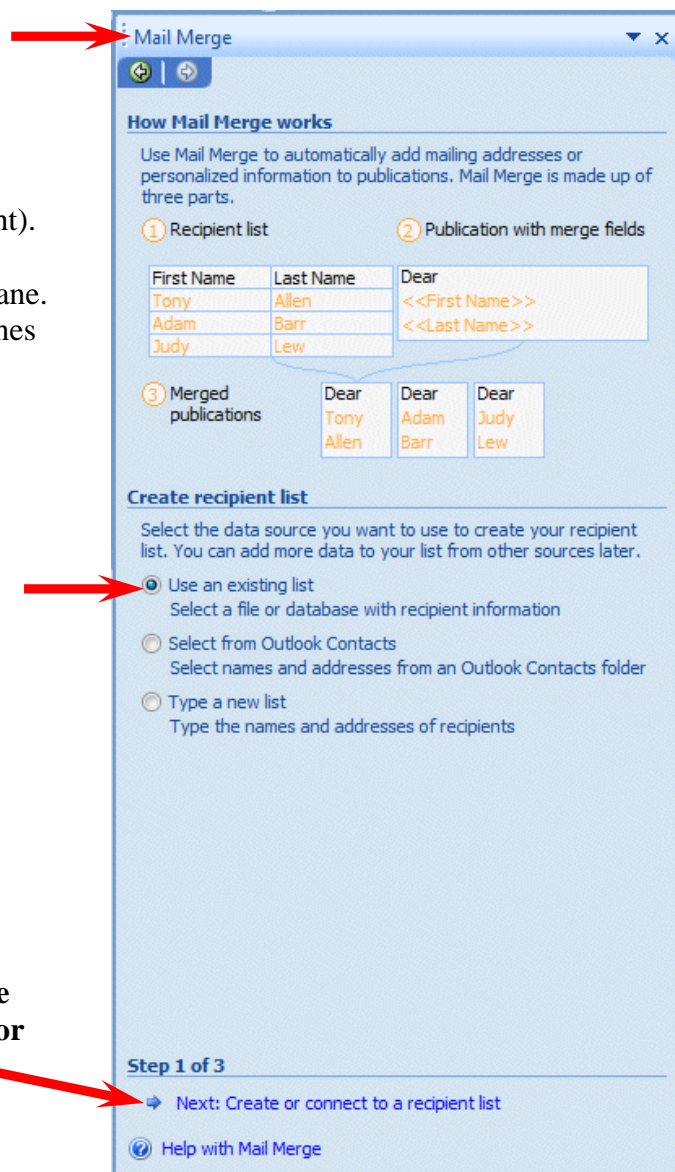 Mail Merge
How Mail Merge works
Use Mail Merge to automatically add mailing addresses or
personalized information to publications. Mail Merge is made up of
three parts.
nt).
ane.
nes
1 Recipient list
2 Publication with merge fields
First Name Last Name
Tony Allen
Adam Barr
Judy Lew
Dear
<<First Name>>
<<Last Name>>
3 Merged
publications
Dear
Tony
Allen
Dear
Adam
Barr
Dear
Judy
Lew
Create recipient list
Select the data source you want to use to create your recipient
list. You can add more data to your list from other sources later.
Use an existing list
Select a file or database with recipient information
Select from Outlook Contacts
Select names and addresses from an Outlook Contacts folder
Type a new list
Type the names and addresses of recipients
e
or
Step 1 of 3
Next: Create or connect to a recipient list
Help with Mail Merge